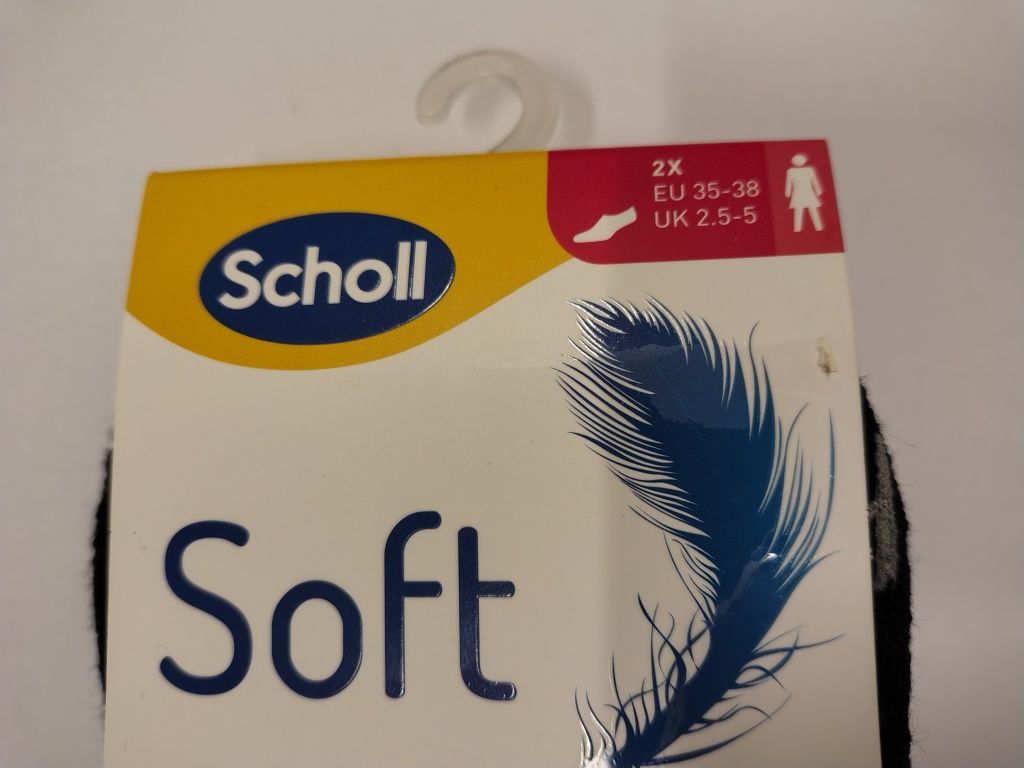 Scholl
2X
EU 35-38
UK 2.5-5
Soft